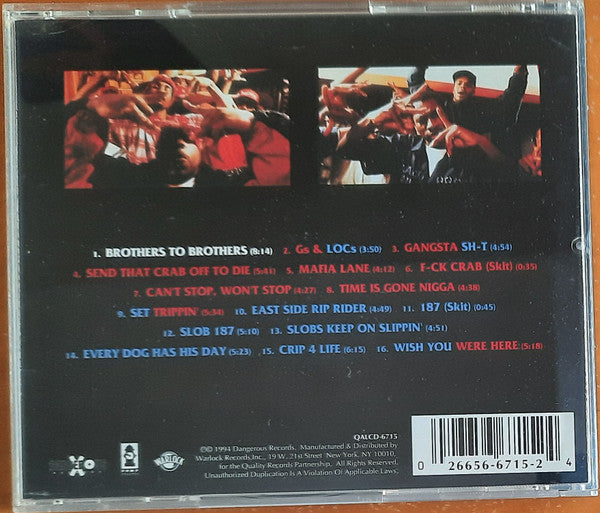 1. BROTHERS TO BROTHERS (8:14) 2. Gs & LOCs (3:50) 3. GANGSTA SH-T (4:54)
4. SEND THAT CRAB OFF TO DIE (5:41) 5. MAFIA LANE (4:12) 6. F-CK CRAB (Skit) (0:35)
7. CAN'T STOP, WON'T STOP (4:27) 8. TIME IS GONE NIGGA (4:38)
9. SET TRIPPIN' (5:34) 10. EAST SIDE RIP RIDER (4:49) 11. 187 (Skit) (0:45)
12. SLOB 187 (5:10) 13. SLOBS KEEP ON SLIPPIN' (4:51)
14. EVERY DOG HAS HIS DAY (5:23) 15. CRIP 4 LIFE (6:15) 16. WISH YOU WERE HERE (5:18)
QALCD-6715
WARLOCK
℗© 1994 Dangerous Records. Manufactured & Distributed by
Warlock Records, Inc., 19 W. 21st Street New York, NY 10010,
for the Quality Records Partnership, All Rights Reserved.
Unauthorized Duplication Is A Violation Of Applicable Laws.
0 26656-6715-2 4